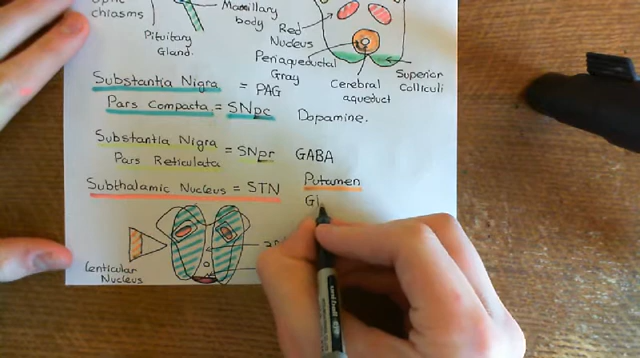 Optic
chiasms
Mamillary
body
Pituitary
Gland.
Red
Nucleus
Periaqueductal
Gray
= PAG
Cerebral
aqueduct
Superior
Colliculi
Substantia Nigra
Pars Compacta = SNpc
Dopamine.
Substantia Nigra
Pars Reticulata = SNpr
GABA
Subthalamic Nucleus = STN
Putamen
Gl
Lenticular
Nucleus